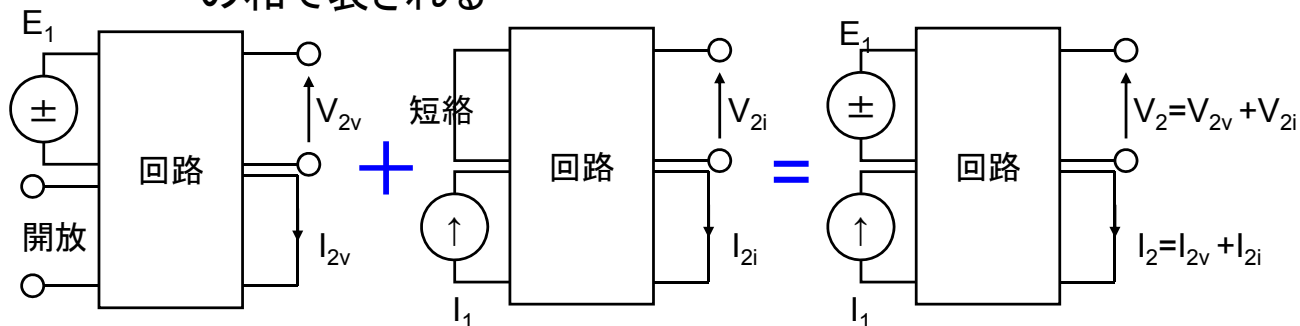 の和で表される
E₁
±
回路
V₂ᵥ
開放
I₂ᵥ
+
短絡
↑
I₁
回路
V₂ᵢ
I₂ᵢ
=
E₁
±
↑
I₁
回路
V₂=V₂ᵥ+V₂ᵢ
I₂=I₂ᵥ+I₂ᵢ